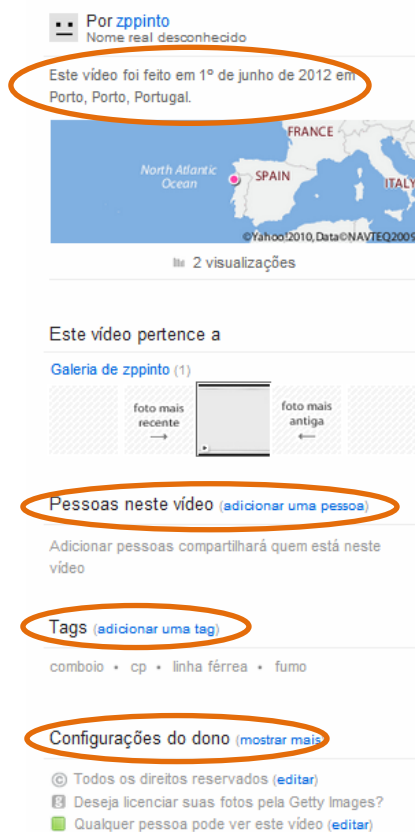 Por zppinto
Nome real desconhecido
Este vídeo foi feito em 1º de junho de 2012 em
Porto, Porto, Portugal.
FRANCE
North Atlantic
Ocean
SPAIN
ITALY
©Yahoo!2010, Data©NAVTEQ2009
2 visualizações
Este vídeo pertence a
Galeria de zppinto (1)
foto mais
recente
→
foto mais
antiga
←
Pessoas neste vídeo (adicionar uma pessoa)
Adicionar pessoas compartilhará quem está neste
vídeo
Tags (adicionar uma tag)
comboio • cp • linha férrea • fumo
Configurações do dono (mostrar mais)
© Todos os direitos reservados (editar)
Deseja licenciar suas fotos pela Getty Images?
Qualquer pessoa pode ver este vídeo (editar)